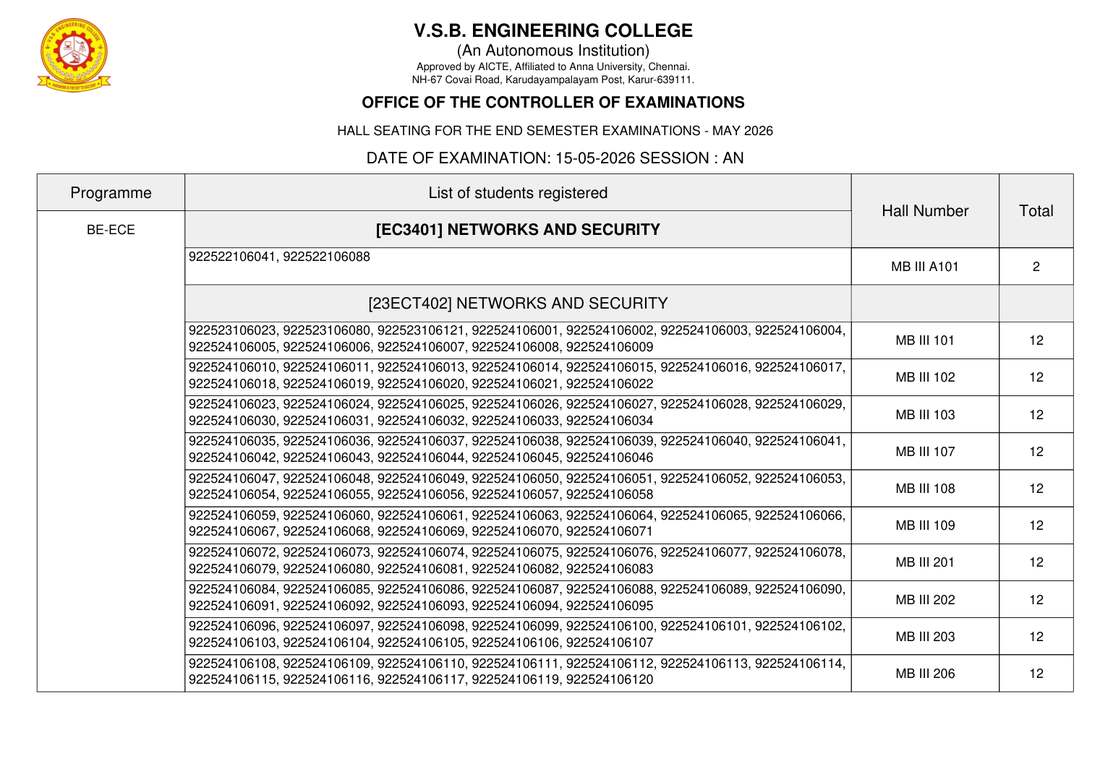 V.S.B. ENGINEERING COLLEGE
(An Autonomous Institution)
Approved by AICTE, Affiliated to Anna University, Chennai.
NH-67 Covai Road, Karudayampalayam Post, Karur-639111.
OFFICE OF THE CONTROLLER OF EXAMINATIONS
HALL SEATING FOR THE END SEMESTER EXAMINATIONS - MAY 2026
DATE OF EXAMINATION: 15-05-2026 SESSION : AN
Programme List of students registered Hall Number Total
BE-ECE [EC3401] NETWORKS AND SECURITY
922522106041, 922522106088 MB III A101 2
[23ECT402] NETWORKS AND SECURITY
922523106023, 922523106080, 922523106121, 922524106001, 922524106002, 922524106003, 922524106004,
922524106005, 922524106006, 922524106007, 922524106008, 922524106009 MB III 101 12
922524106010, 922524106011, 922524106013, 922524106014, 922524106015, 922524106016, 922524106017,
922524106018, 922524106019, 922524106020, 922524106021, 922524106022 MB III 102 12
922524106023, 922524106024, 922524106025, 922524106026, 922524106027, 922524106028, 922524106029,
922524106030, 922524106031, 922524106032, 922524106033, 922524106034 MB III 103 12
922524106035, 922524106036, 922524106037, 922524106038, 922524106039, 922524106040, 922524106041,
922524106042, 922524106043, 922524106044, 922524106045, 922524106046 MB III 107 12
922524106047, 922524106048, 922524106049, 922524106050, 922524106051, 922524106052, 922524106053,
922524106054, 922524106055, 922524106056, 922524106057, 922524106058 MB III 108 12
922524106059, 922524106060, 922524106061, 922524106063, 922524106064, 922524106065, 922524106066,
922524106067, 922524106068, 922524106069, 922524106070, 922524106071 MB III 109 12
922524106072, 922524106073, 922524106074, 922524106075, 922524106076, 922524106077, 922524106078,
922524106079, 922524106080, 922524106081, 922524106082, 922524106083 MB III 201 12
922524106084, 922524106085, 922524106086, 922524106087, 922524106088, 922524106089, 922524106090,
922524106091, 922524106092, 922524106093, 922524106094, 922524106095 MB III 202 12
922524106096, 922524106097, 922524106098, 922524106099, 922524106100, 922524106101, 922524106102,
922524106103, 922524106104, 922524106105, 922524106106, 922524106107 MB III 203 12
922524106108, 922524106109, 922524106110, 922524106111, 922524106112, 922524106113, 922524106114,
922524106115, 922524106116, 922524106117, 922524106119, 922524106120 MB III 206 12